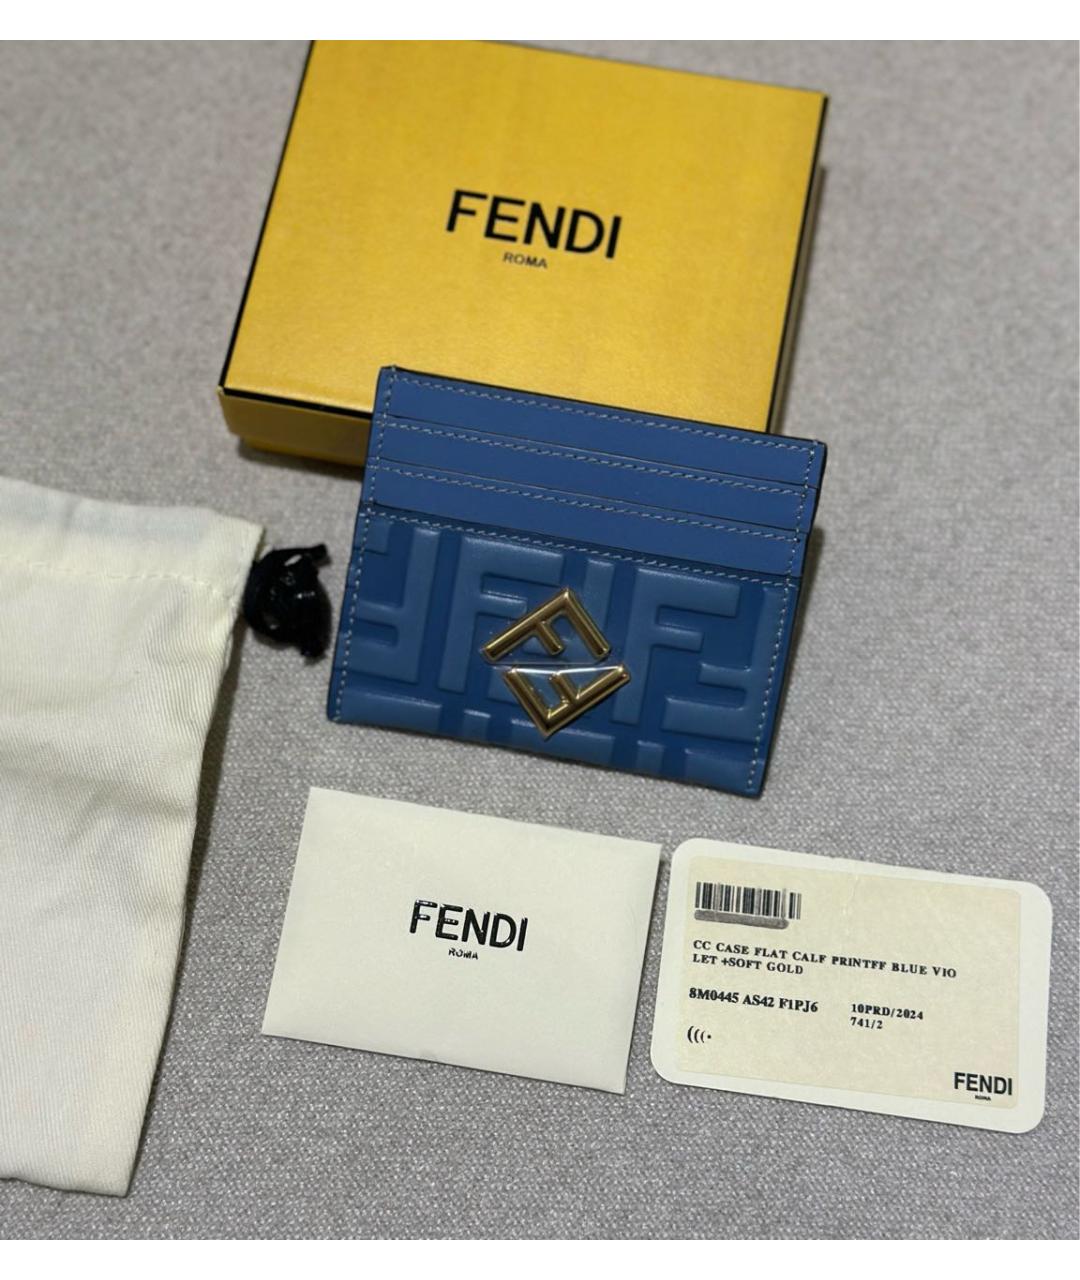 FENDI
ROMA
FENDI
ROMA
CC CASE FLAT CALF PRINTFF BLUE VIO
LET +SOFT GOLD
8M0445 AS42 F1PJ6
10PRD/2024
741/2
FENDI
ROMA